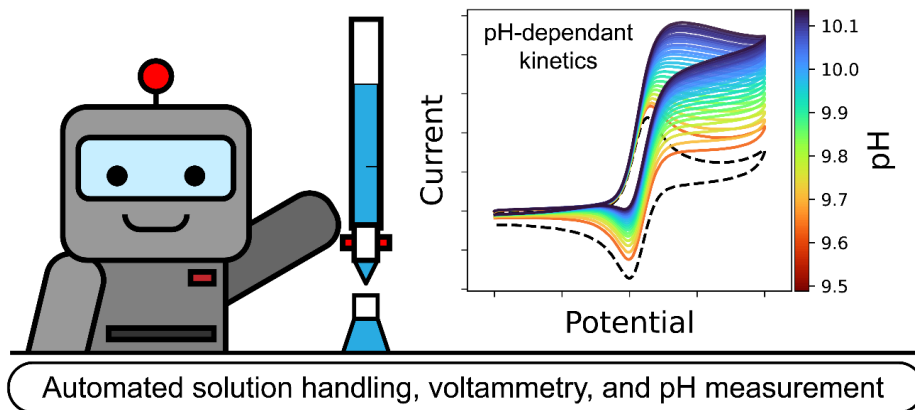 pH-dependant
kinetics
Current
Potential
10.1
10.0
9.9
9.8
9.7
9.6
9.5
pH
Automated solution handling, voltammetry, and pH measurement